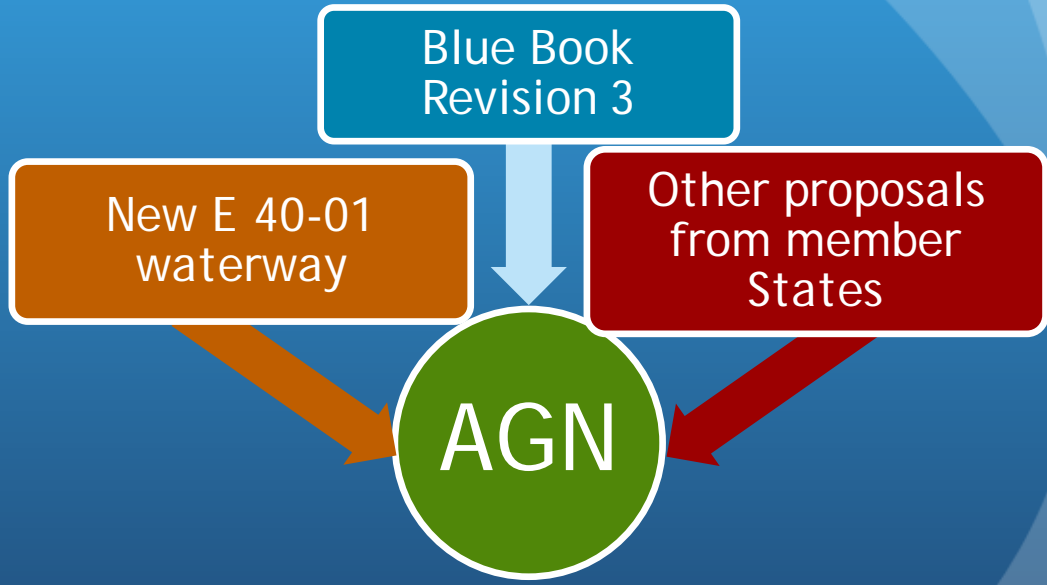 Blue Book
Revision 3
New E 40-01
waterway
Other proposals
from member
States
AGN